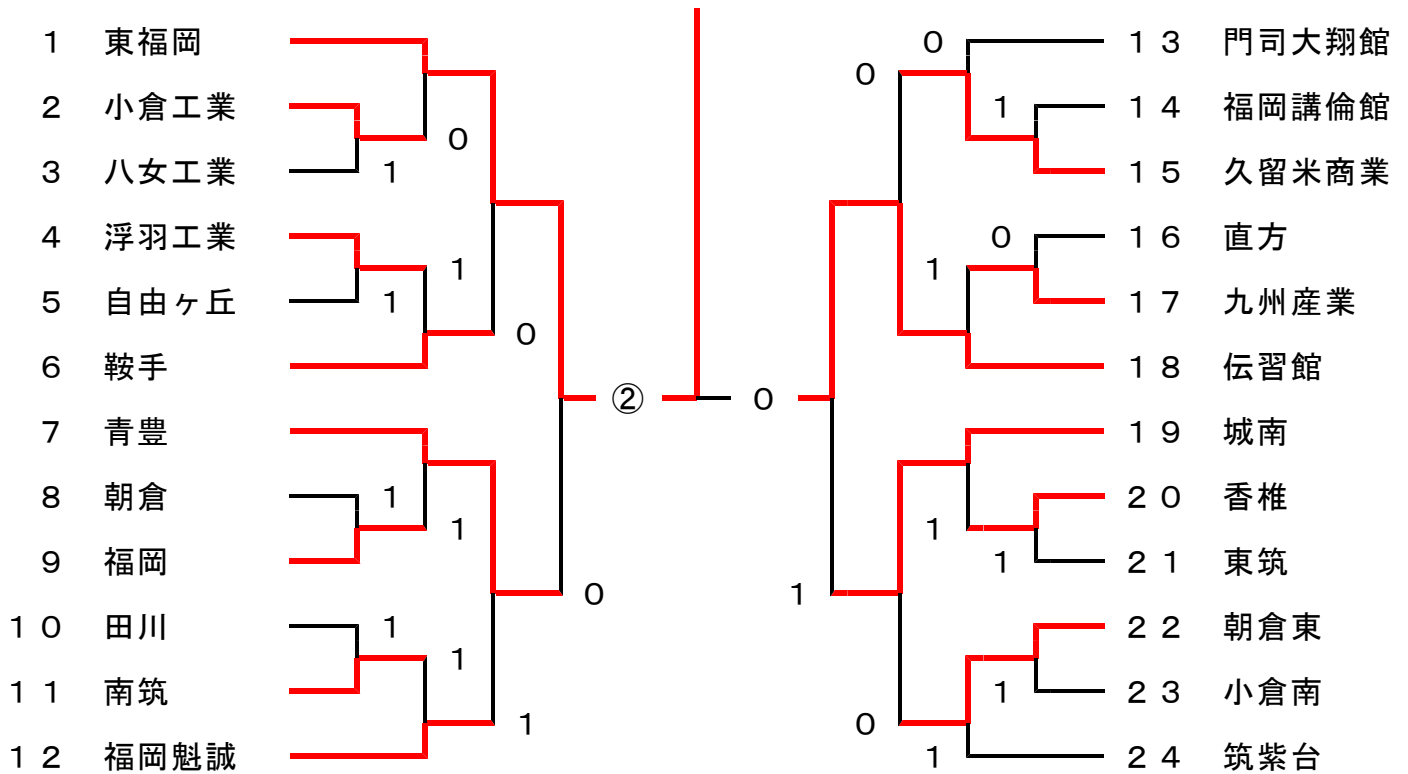 1 東福岡
2 小倉工業
3 八女工業
4 浮羽工業
5 自由ヶ丘
6 鞍手
7 青豊
8 朝倉
9 福岡
10 田川
11 南筑
12 福岡魁誠
0
1
1
1
0
1
1
1
1
1
0
②
0
0
0
1
0
1
1
1
1
1
0
1
13 門司大翔館
14 福岡講倫館
15 久留米商業
16 直方
17 九州産業
18 伝習館
19 城南
20 香椎
21 東筑
22 朝倉東
23 小倉南
24 筑紫台